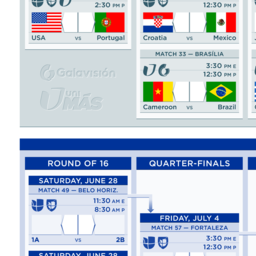 2:30 PM P
USA vs Portugal
12:30 PM P
Croatia vs Mexico
MATCH 33 — BRASÍLIA
3:30 PM E
12:30 PM P
Cameroon vs Brazil
Galavisión
UNI
MÁS
ROUND OF 16
SATURDAY, JUNE 28
MATCH 49 — BELO HORIZ.
11:30 AM E
8:30 AM P
1A vs 2B
SATURDAY, JUNE 28
QUARTER-FINALS
FRIDAY, JULY 4
MATCH 57 — FORTALEZA
3:30 PM E
12:30 PM P